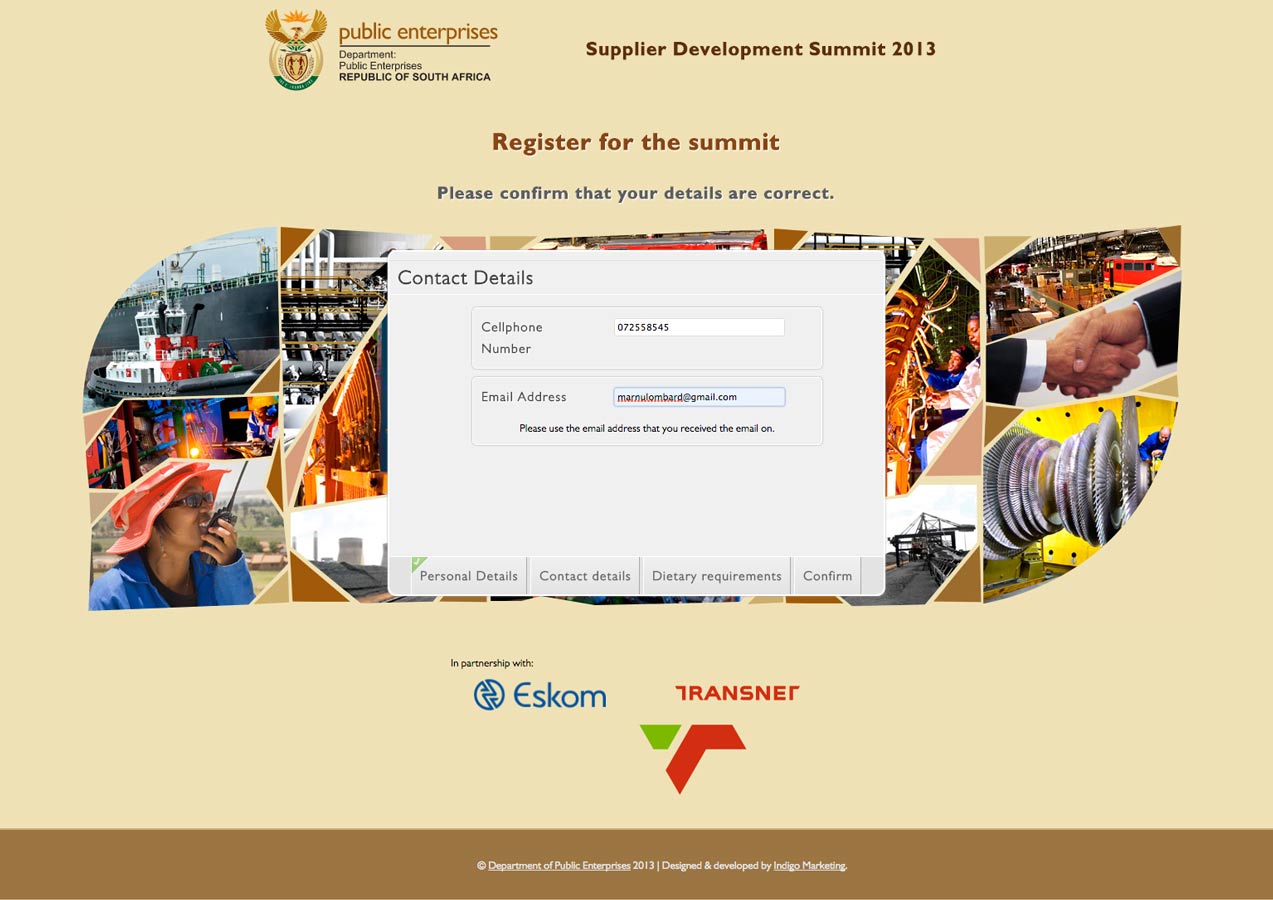 public enterprises
Department:
Public Enterprises
REPUBLIC OF SOUTH AFRICA
Supplier Development Summit 2013
Register for the summit
Please confirm that your details are correct.
Contact Details
Cellphone
Number
072558545
Email Address
marnulombard@gmail.com
Please use the email address that you received the email on.
Personal Details
Contact details
Dietary requirements
Confirm
In partnership with:
Eskom
TRANSNET
© Department of Public Enterprises 2013 | Designed & developed by Indigo Marketing.